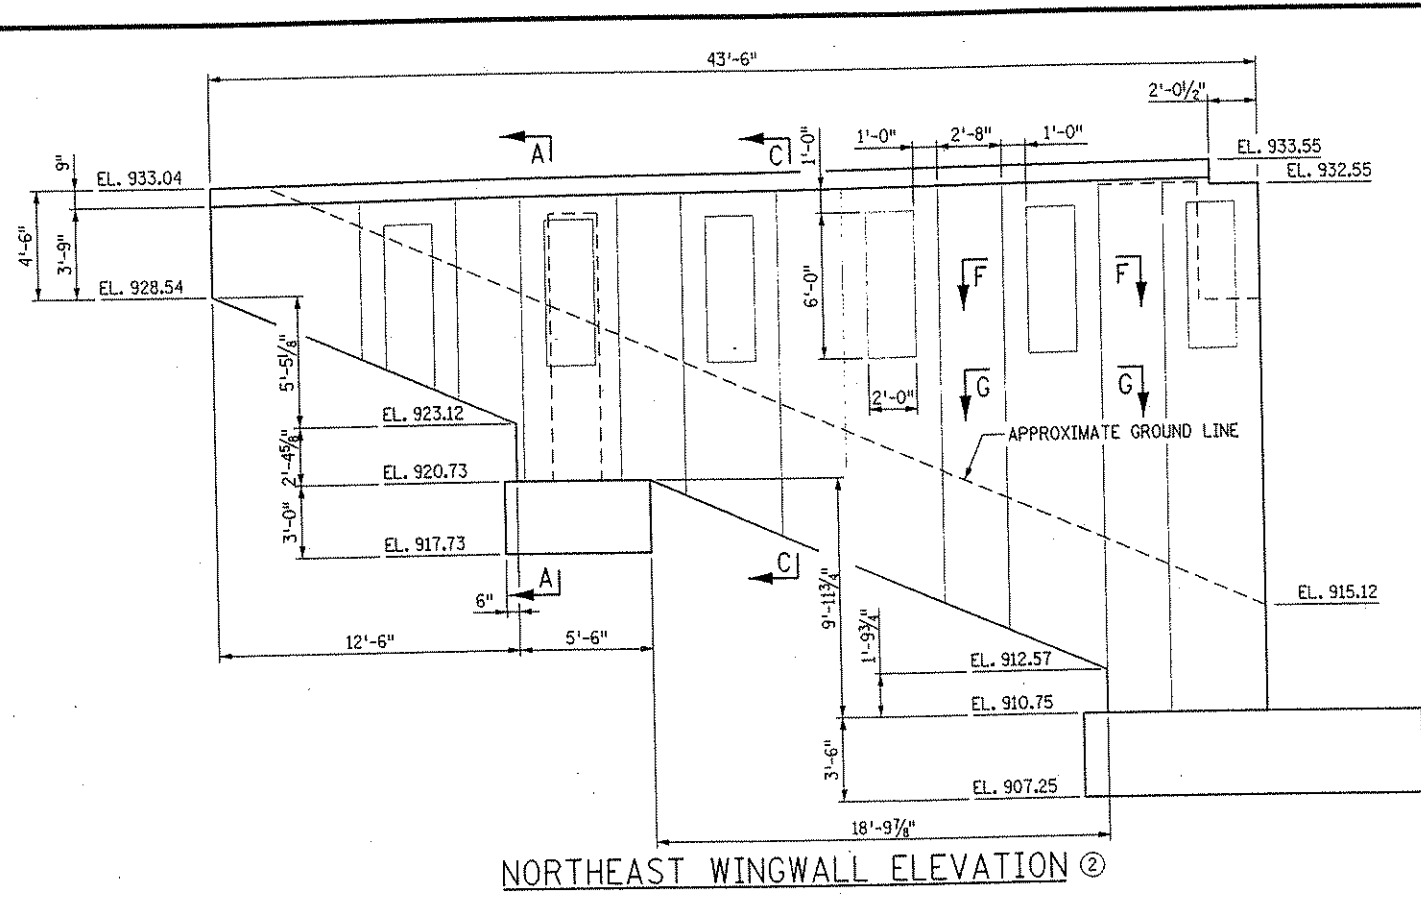 43'-6"
2'-0½"
1'-0"
2'-8"
1'-0"
1'-0"
A
C
EL. 933.55
EL. 932.55
9"
EL. 933.04
4'-6"
3'-9"
EL. 928.54
6'-0"
F
F
5'-5⅛"
G
G
2'-0"
EL. 923.12
APPROXIMATE GROUND LINE
2'-4⅝"
EL. 920.73
3'-0"
EL. 917.73
C
A
6"
9'-11¾"
EL. 915.12
12'-6"
5'-6"
1'-9¾"
EL. 912.57
EL. 910.75
3'-6"
EL. 907.25
18'-9⅞"
NORTHEAST WINGWALL ELEVATION ②